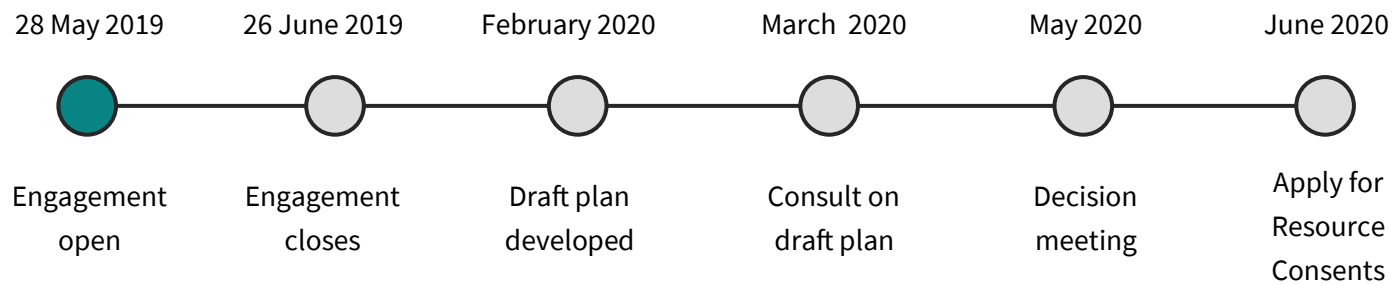 28 May 2019
26 June 2019
February 2020
March 2020
May 2020
June 2020
Engagement
open
Engagement
closes
Draft plan
developed
Consult on
draft plan
Decision
meeting
Apply for
Resource
Consents